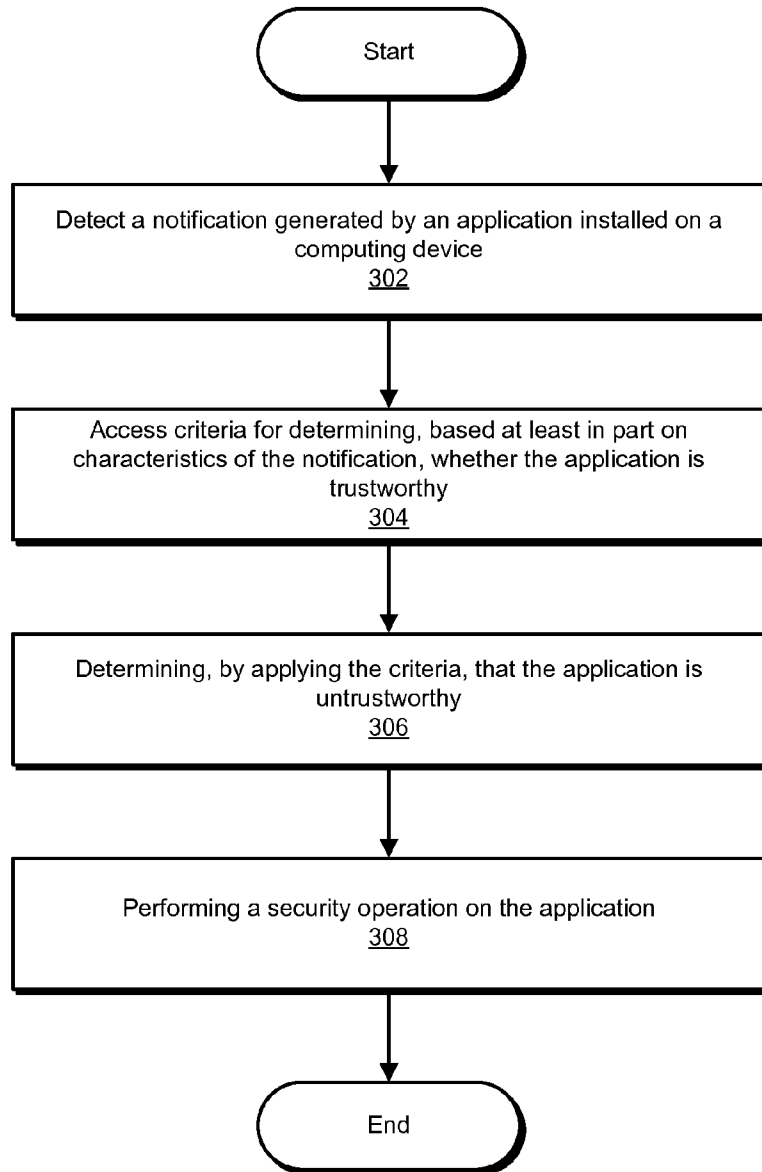 Start
Detect a notification generated by an application installed on a
computing device
302
Access criteria for determining, based at least in part on
characteristics of the notification, whether the application is
trustworthy
304
Determining, by applying the criteria, that the application is
untrustworthy
306
Performing a security operation on the application
308
End